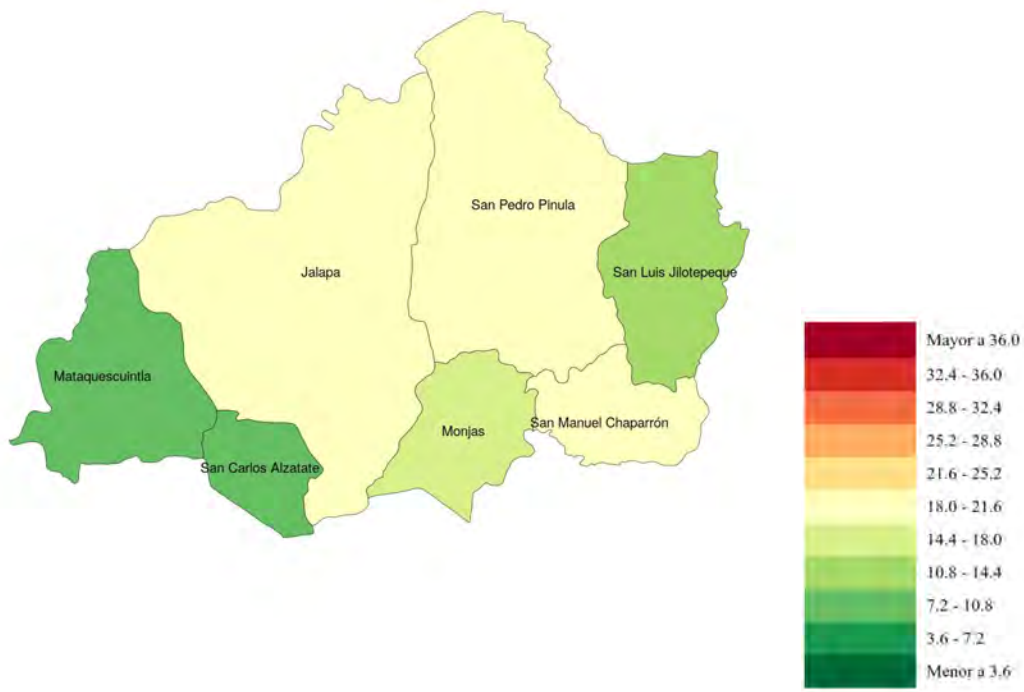 San Pedro Pinula
Jalapa
San Luis Jilotepeque
Mataquescuintla
Monjas
San Manuel Chaparrón
San Carlos Alzatate
Mayor a 36.0
32.4 - 36.0
28.8 - 32.4
25.2 - 28.8
21.6 - 25.2
18.0 - 21.6
14.4 - 18.0
10.8 - 14.4
7.2 - 10.8
3.6 - 7.2
Menor a 3.6